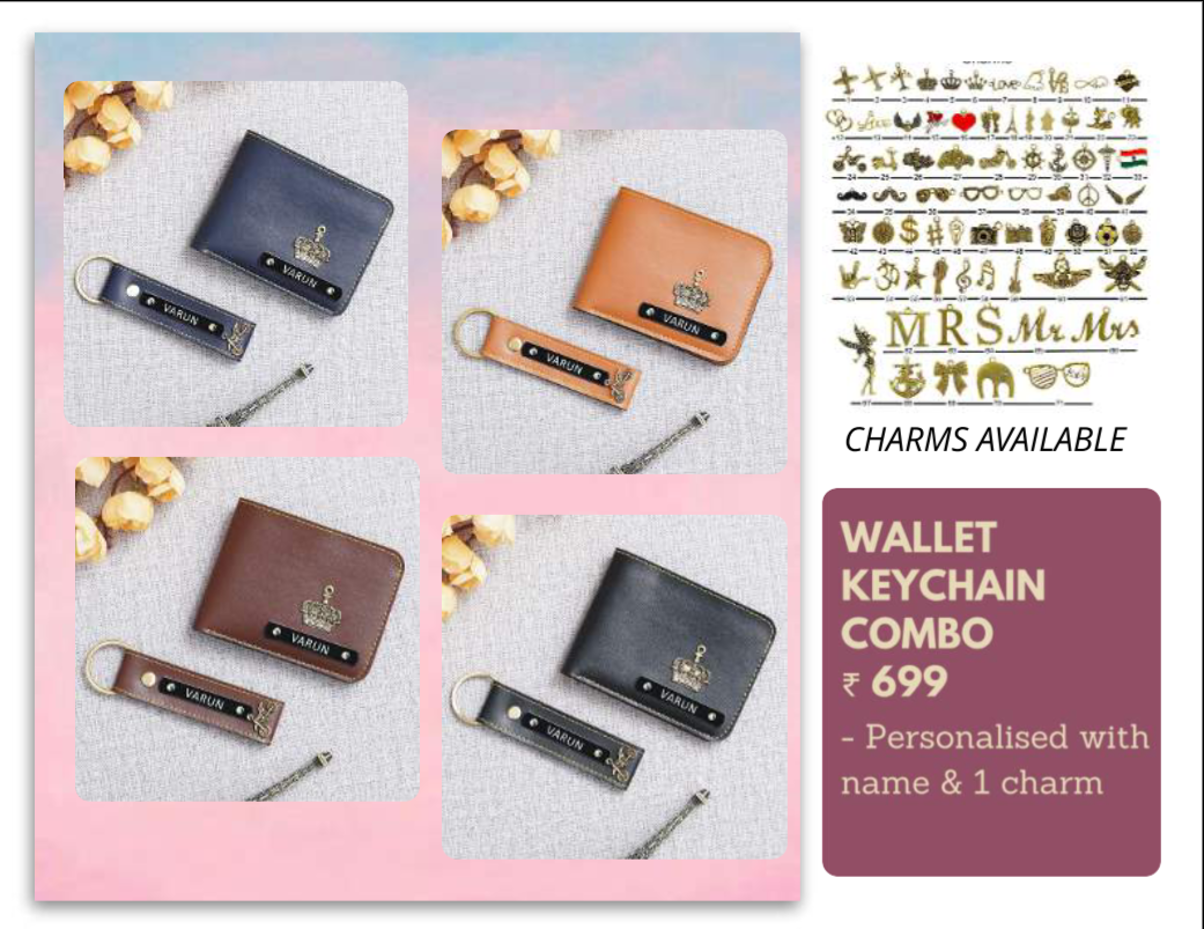 VARUN
VARUN
VARUN
VARUN
VARUN
VARUN
VARUN
VARUN
Love
MRS Mr Mrs
CHARMS AVAILABLE
WALLET
KEYCHAIN
COMBO
₹ 699
- Personalised with
name & 1 charm